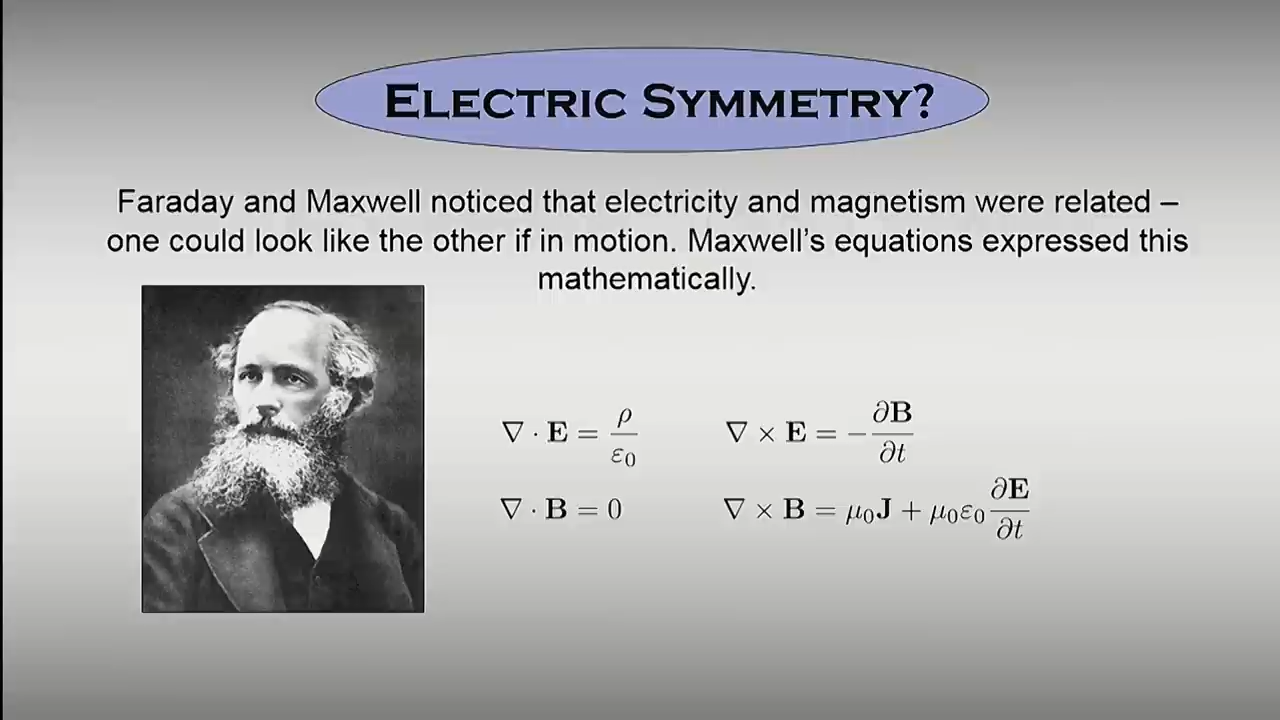 ELECTRIC SYMMETRY?
Faraday and Maxwell noticed that electricity and magnetism were related –
one could look like the other if in motion. Maxwell's equations expressed this
mathematically.
∇ · E = ρ/ε₀ ∇ × E = −∂B/∂t
∇ · B = 0 ∇ × B = μ₀J + μ₀ε₀ ∂E/∂t